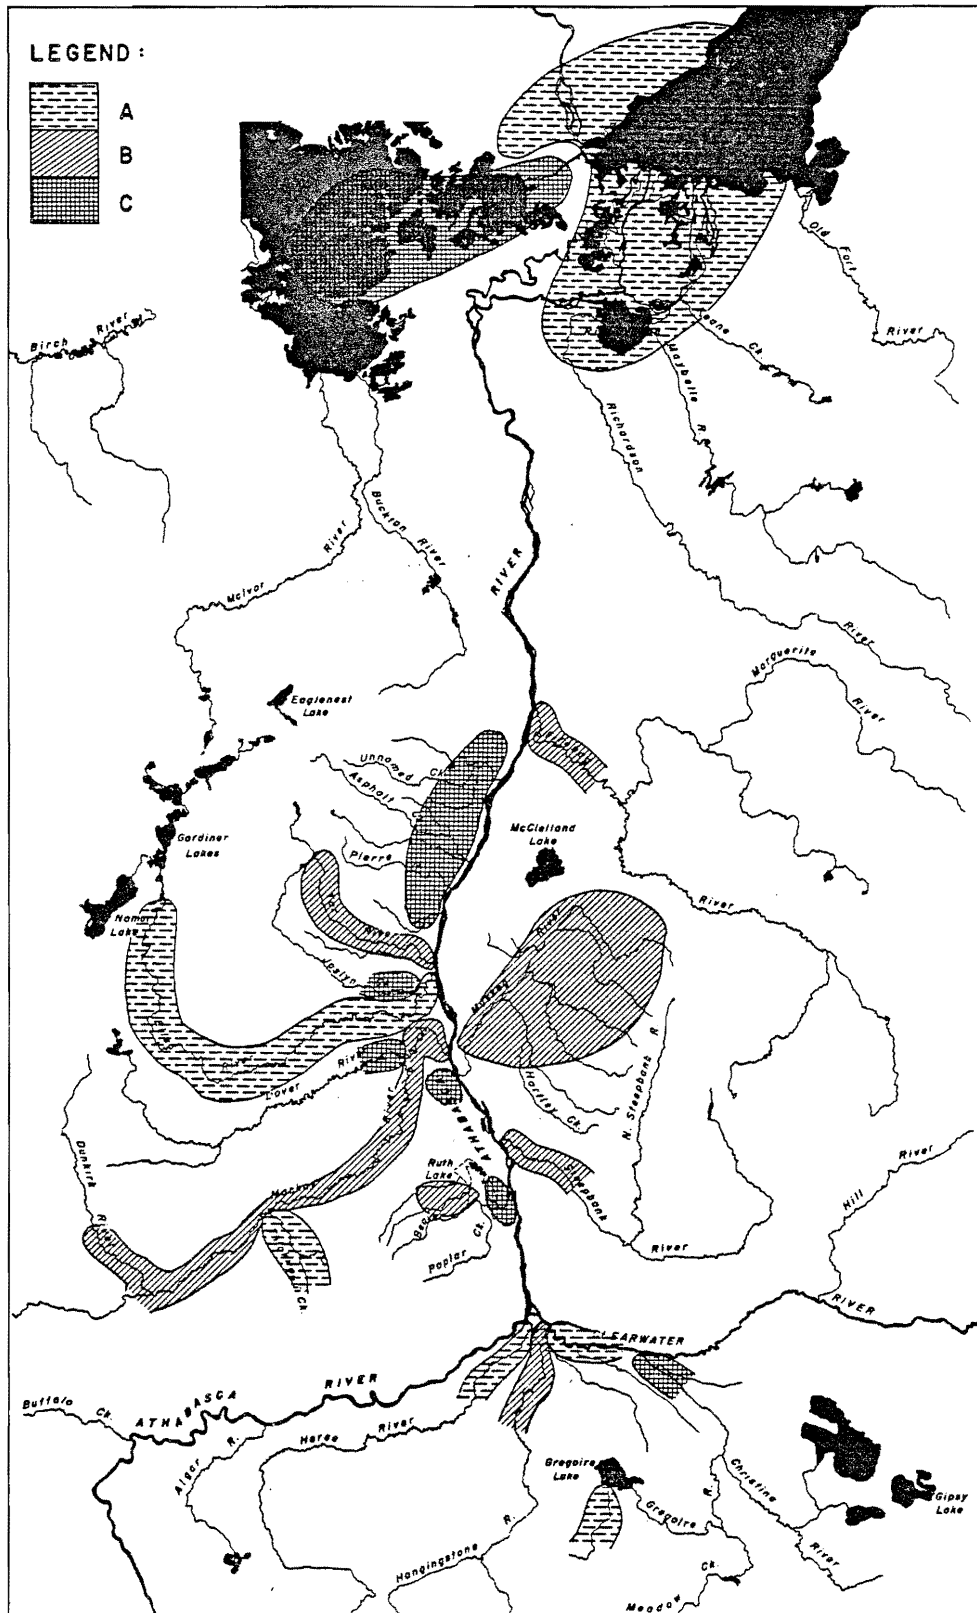 LEGEND :
A
B
C
Old
Fort
River
Birch
River
Maybelle
R.
Ck.
Richardson
River
Buckton
River
McIvor
River
RIVER
Marguerite
River
Eaglenest
Lake
Unnamed
Ck.
Asphalt
Pierre
McClelland
Lake
Gardiner
Lakes
Namur
Lake
River
River
Joslyn
Muskeg
River
River
Hartley
Ck.
N. Steepbank
R.
ATHABASCA
Dunkirk
River
Ruth
Lake
Poplar
Ck.
Steepbank
River
Hill
River
CLEARWATER
RIVER
Buffalo
Ck.
ATHABASCA
RIVER
Algar
R.
Horse
River
Gregoire
Lake
Gregoire
R.
Christina
River
Gipsy
Lake
Hangingstone
R.
Meadow
Ck.